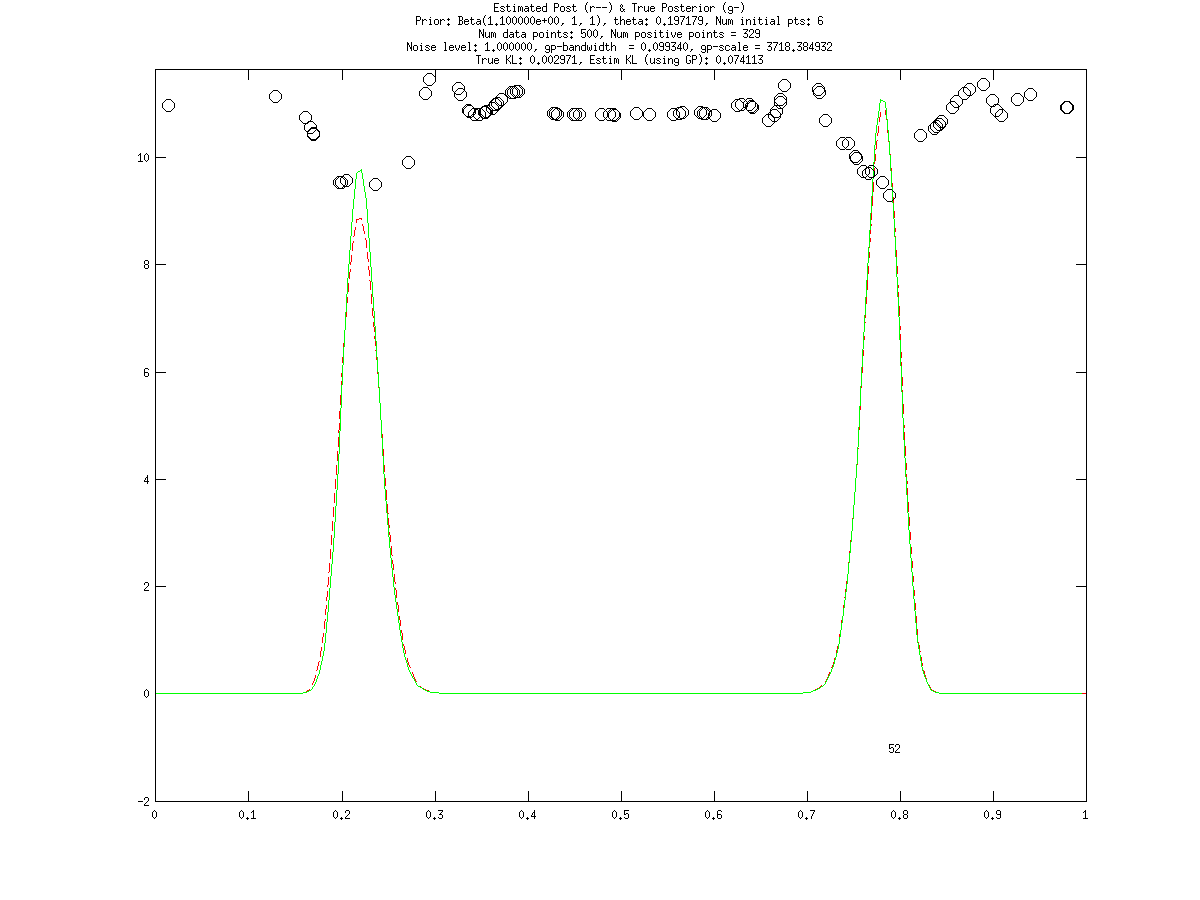 Estimated Post (r--) & True Posterior (g-)
Prior: Beta(1.100000e+00, 1, 1), theta: 0.197179, Num initial pts: 6
Num data points: 500, Num positive points = 329
Noise level: 1.000000, gp-bandwidth  = 0.099340, gp-scale = 3718.384932
True KL: 0.002971, Estim KL (using GP): 0.074113
10
8
6
4
2
0
52
-2
0 0.1 0.2 0.3 0.4 0.5 0.6 0.7 0.8 0.9 1